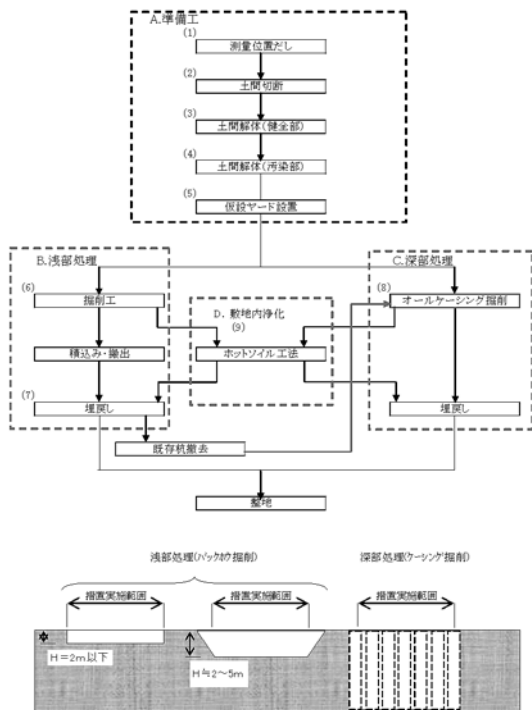 A.準備工
(1)
測量位置だし
(2)
土間切断
(3)
土間解体(健全部)
(4)
土間解体(汚染部)
(5)
仮設ヤード設置
B.浅部処理
C.深部処理
(6)
掘削工
D. 敷地内浄化
(8)
オールケーシング掘削
(9)
積込み・搬出
ホットソイル工法
(7)
埋戻し
埋戻し
既存杭撤去
整地
浅部処理(バックホウ掘削)
深部処理(ケーシング掘削)
措置実施範囲
措置実施範囲
措置実施範囲
H=2m以下
H≒2~5m